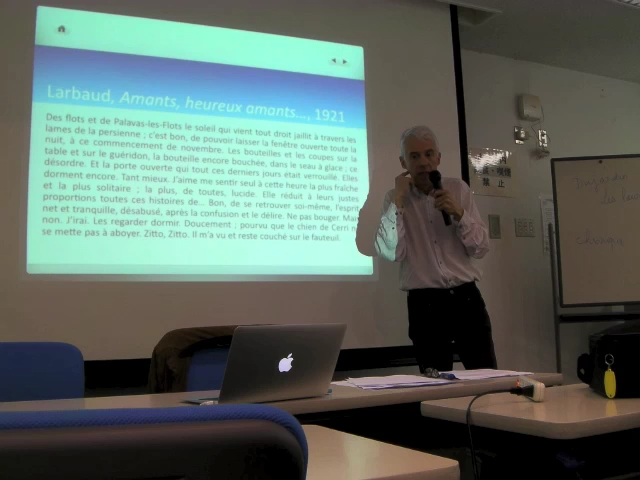 Larbaud, Amants, heureux amants..., 1921
Des flots et de Palavas-les-Flots le soleil qui vient tout droit jaillit à travers les
lames de la persienne ; c'est bon, de pouvoir laisser la fenêtre ouverte toute la
nuit, à ce commencement de novembre. Les bouteilles et les coupes sur la
table et sur le guéridon, la bouteille encore bouchée, dans le seau à glace ; ce
désordre. Et la porte ouverte qui tout ces derniers jours était verrouillé. Elles
dorment encore. Tant mieux. J'aime me sentir seul à cette heure la plus fraîche
et la plus solitaire ; la plus, de toutes, lucide. Elle réduit à leurs justes
proportions toutes ces histoires de... Bon, de se retrouver soi-même, l'esprit
net et tranquille, désabusé, après la confusion et le délire. Ne pas bouger. Mais
non. J'irai. Les regarder dormir Doucement ; pourvu que le chien de Cerri n
se mette pas à aboyer. Zitto, Zitto. Il m'a vu et reste couché sur le fauteuil.
禁止